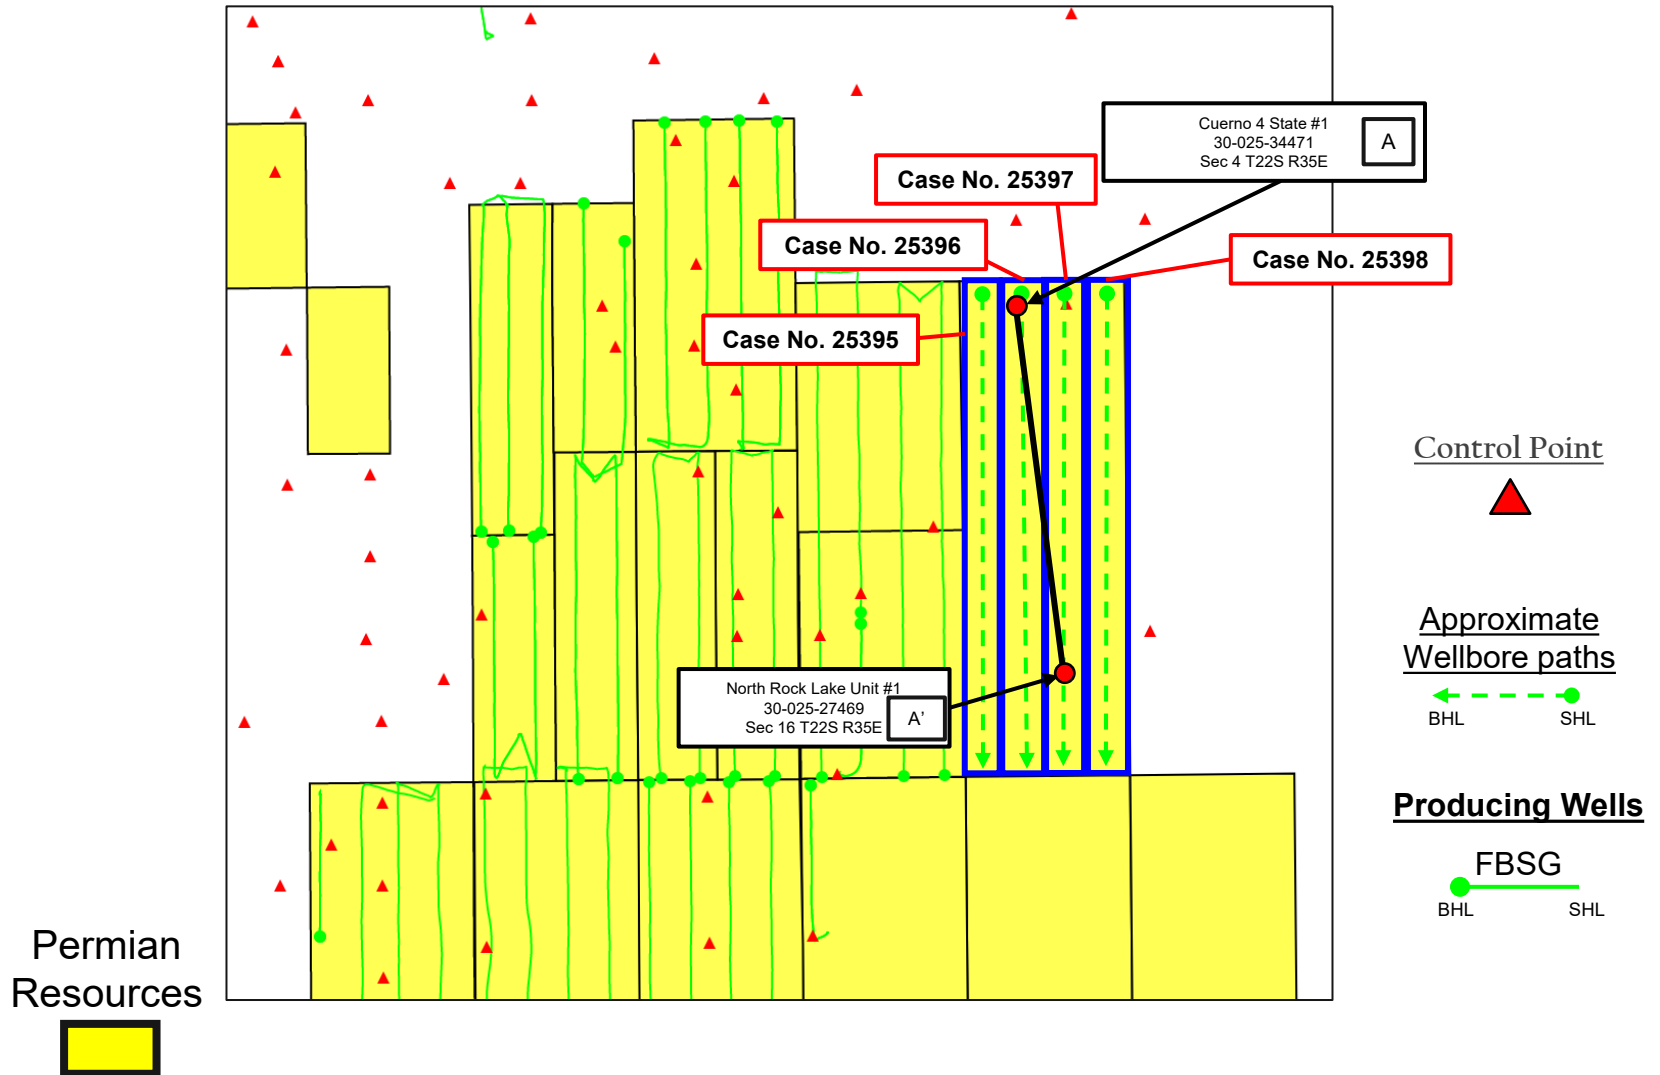 Cuerno 4 State #1
30-025-34471
Sec 4 T22S R35E
A
Case No. 25397
Case No. 25396
Case No. 25398
Case No. 25395
Control Point
Approximate
Wellbore paths
BHL
SHL
North Rock Lake Unit #1
30-025-27469
Sec 16 T22S R35E
A’
Producing Wells
FBSG
BHL
SHL
Permian
Resources